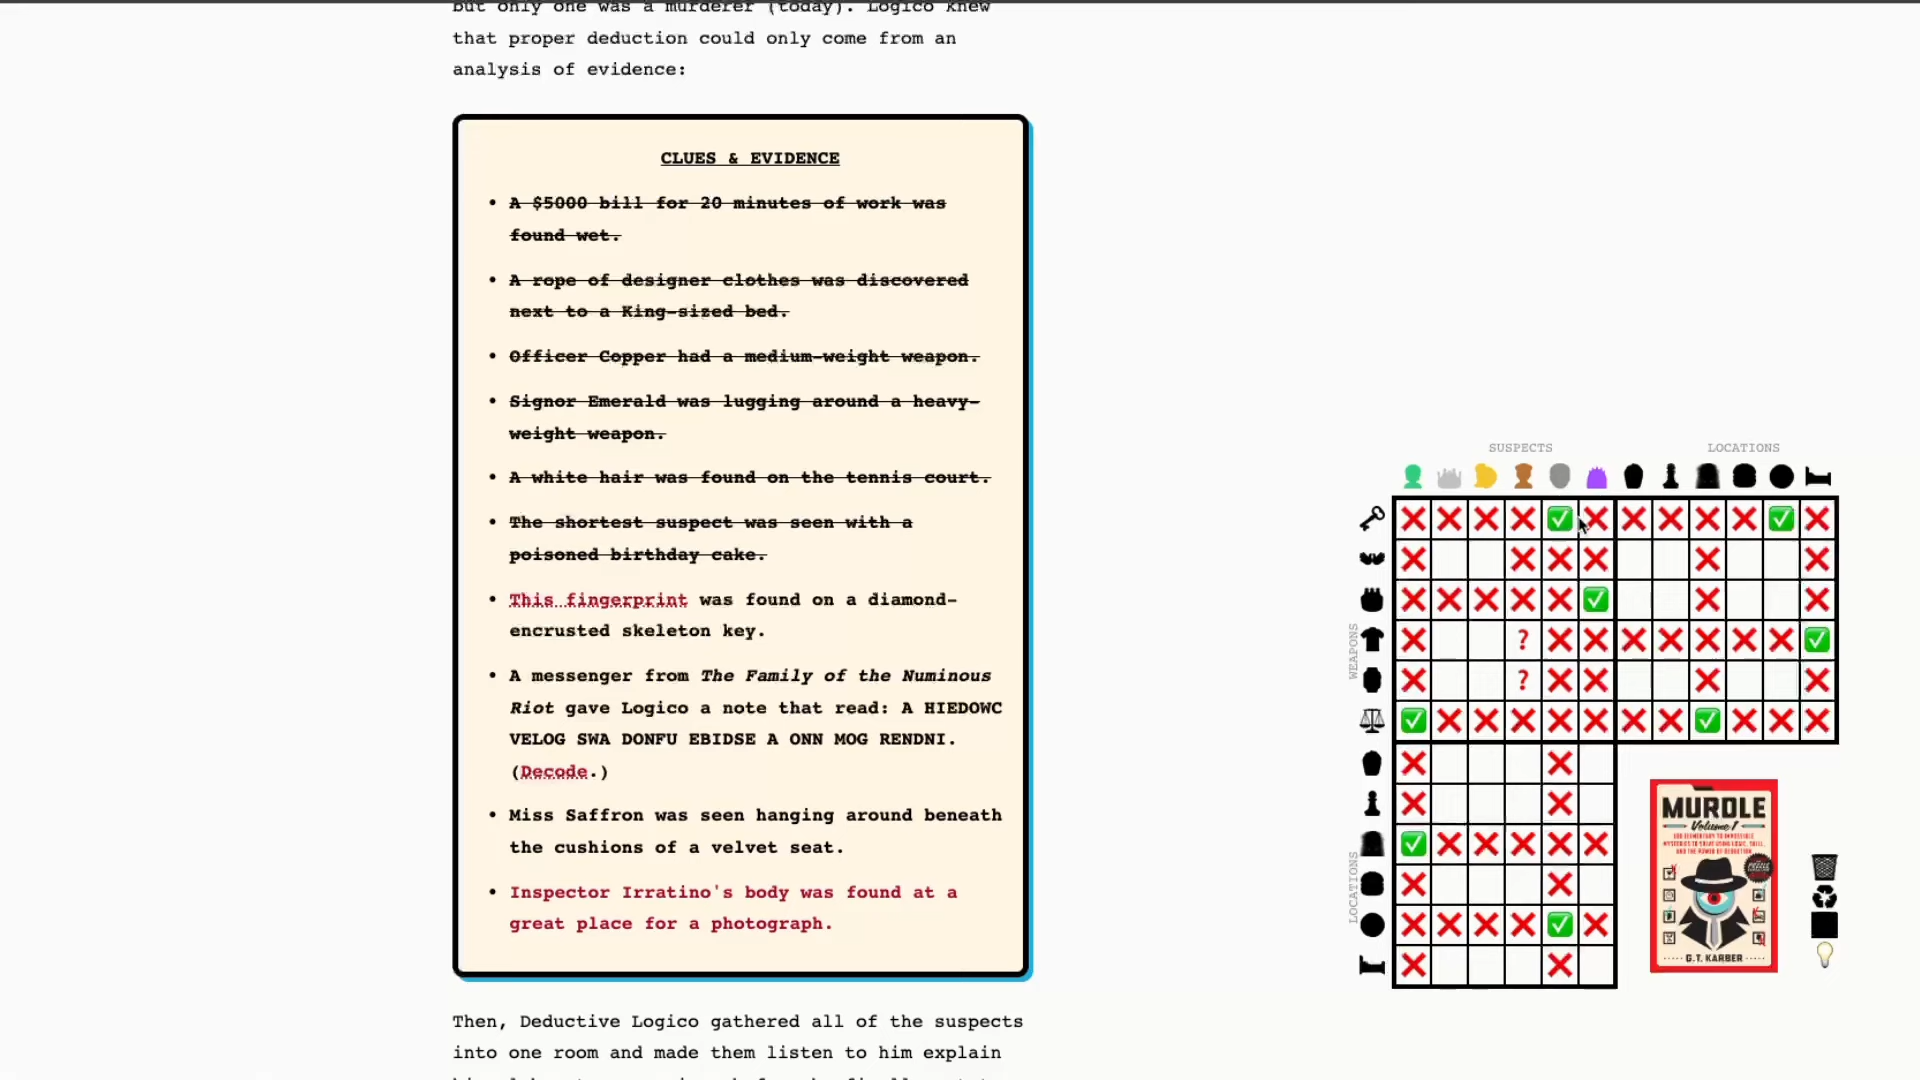 but only one was a murderer (today). Logico knew
that proper deduction could only come from an
analysis of evidence:
CLUES & EVIDENCE
• A $5000 bill for 20 minutes of work was
found wet.
• A rope of designer clothes was discovered
next to a King-sized bed.
• Officer Copper had a medium-weight weapon.
• Signor Emerald was lugging around a heavy-
weight weapon.
• A white hair was found on the tennis court.
• The shortest suspect was seen with a
poisoned birthday cake.
• This fingerprint was found on a diamond-
encrusted skeleton key.
• A messenger from The Family of the Numinous
Riot gave Logico a note that read: A HIEDOWC
VELOG SWA DONFU EBIDSE A ONN MOG RENDNI.
(Decode.)
• Miss Saffron was seen hanging around beneath
the cushions of a velvet seat.
• Inspector Irratino's body was found at a
great place for a photograph.
Then, Deductive Logico gathered all of the suspects
into one room and made them listen to him explain
SUSPECTS
LOCATIONS
WEAPONS
?
?
LOCATIONS
MURDLE
Volume 1
G.T. KARBER